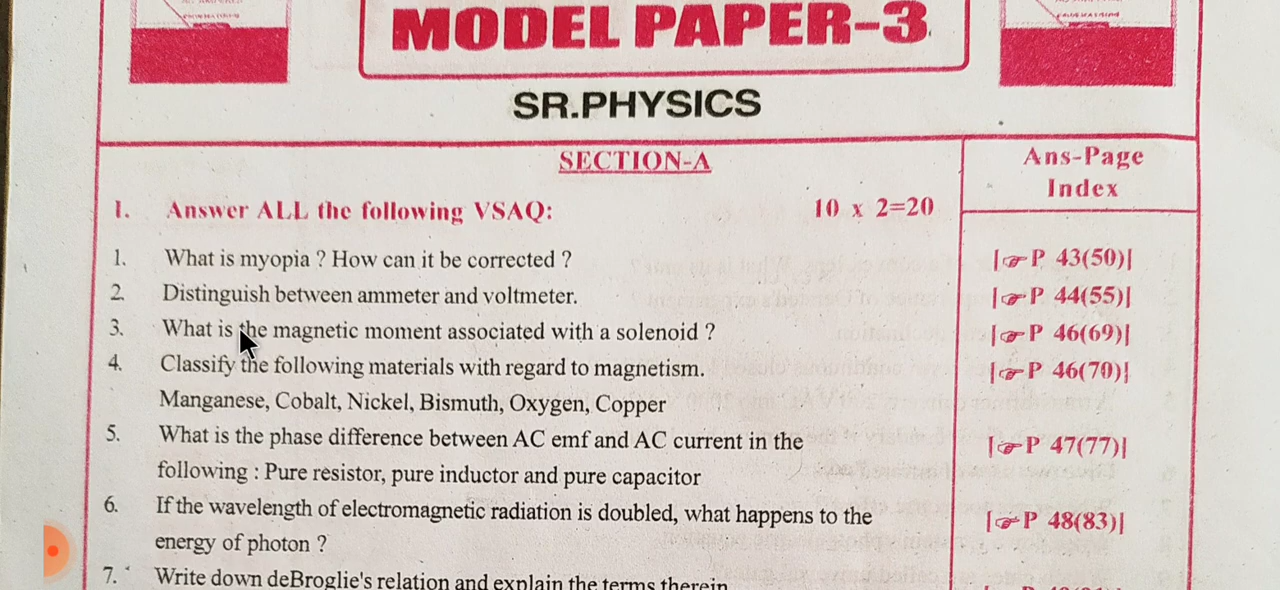 MODEL PAPER-3
SR.PHYSICS
SECTION-A
Ans-Page
Index
I. Answer ALL the following VSAQ: 10 x 2=20
1. What is myopia ? How can it be corrected ? [☞P 43(50)]
2. Distinguish between ammeter and voltmeter. [☞P 44(55)]
3. What is the magnetic moment associated with a solenoid ? [☞P 46(69)]
4. Classify the following materials with regard to magnetism. [☞P 46(70)]
Manganese, Cobalt, Nickel, Bismuth, Oxygen, Copper
5. What is the phase difference between AC emf and AC current in the
following : Pure resistor, pure inductor and pure capacitor [☞P 47(77)]
6. If the wavelength of electromagnetic radiation is doubled, what happens to the
energy of photon ? [☞P 48(83)]
7. Write down deBroglie's relation and explain the terms therein